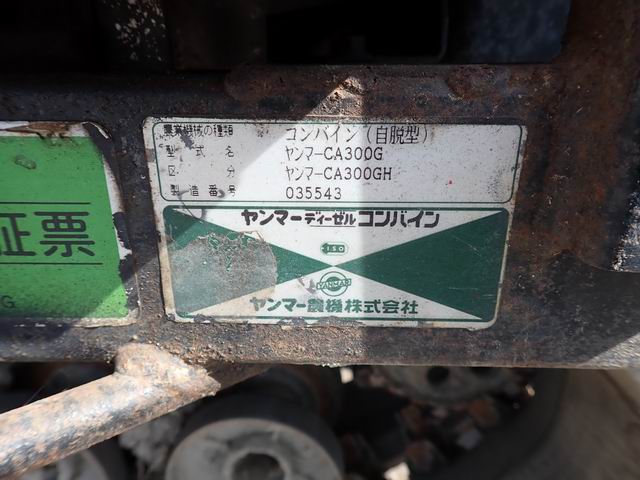 農業機械の種類 コンバイン(自脱型)
型式名 ヤンマーCA300G
区分 ヤンマーCA300GH
製造番号 035543
ヤンマーディーゼルコンバイン
ISO
YANMAR
ヤンマー農機株式会社
証票
G